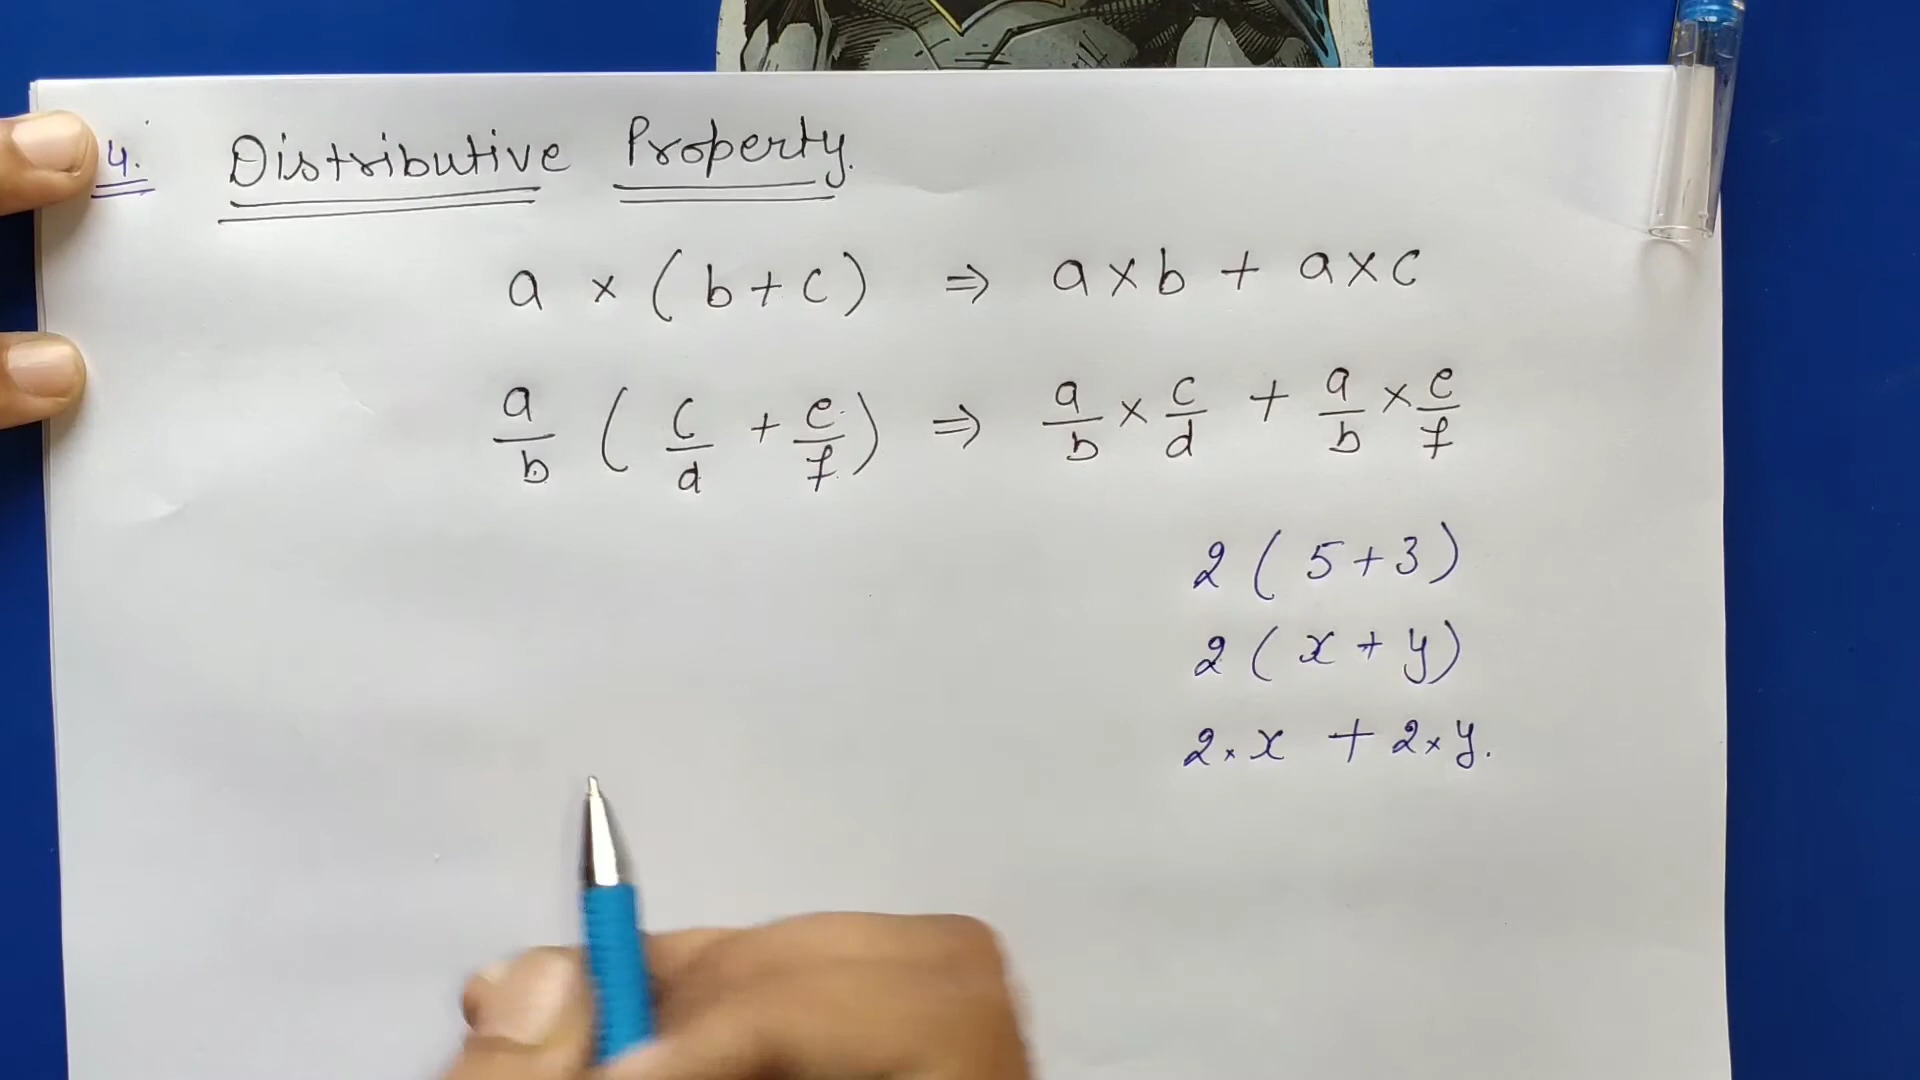 4. Distributive Property.
a × (b+c) ⇒ a×b + a×c
a/b (c/d + e/f) ⇒ a/b × c/d + a/b × e/f
2 (5+3)
2 (x + y)
2×x + 2×y.